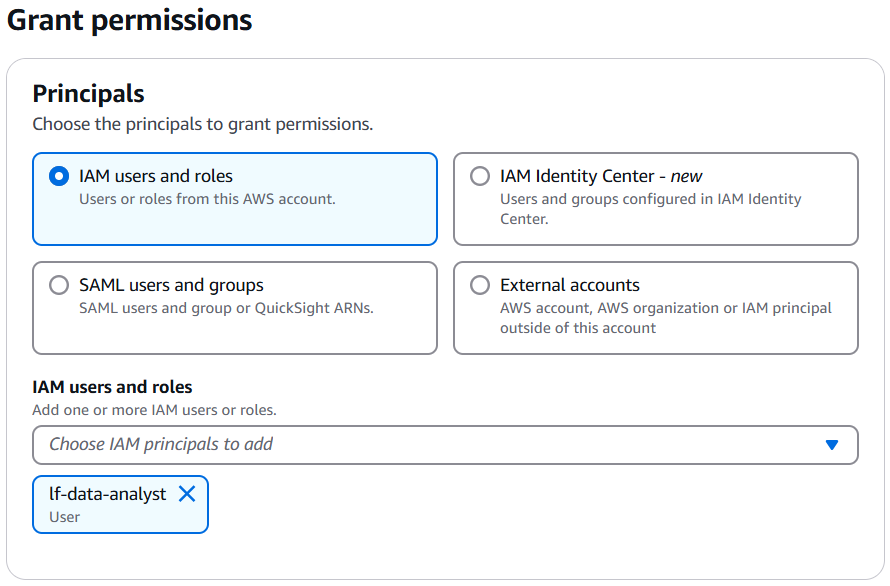 Grant permissions
Principals
Choose the principals to grant permissions.
IAM users and roles
Users or roles from this AWS account.
IAM Identity Center - new
Users and groups configured in IAM Identity
Center.
SAML users and groups
SAML users and group or QuickSight ARNs.
External accounts
AWS account, AWS organization or IAM principal
outside of this account
IAM users and roles
Add one or more IAM users or roles.
Choose IAM principals to add
lf-data-analyst
User